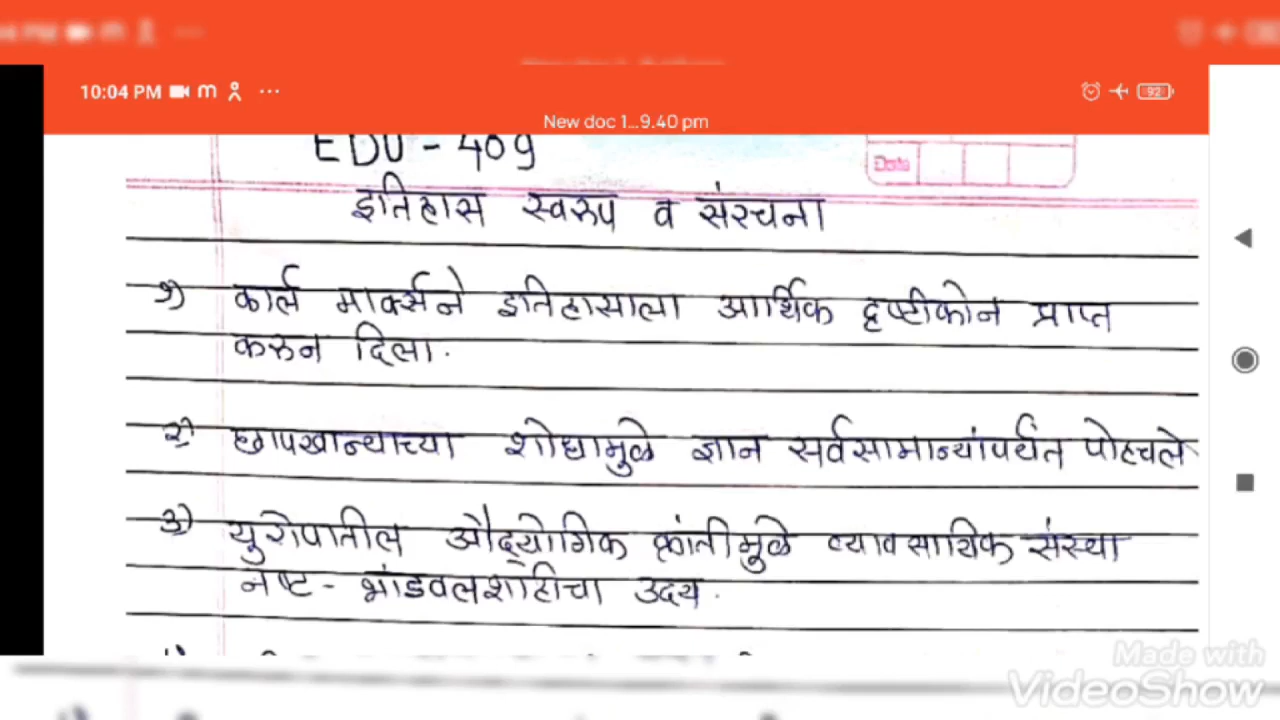 10:04 PM m ...
92
New doc 1...9.40 pm
EDU - 409
Date
इतिहास स्वरुप व संरचना
१) कार्ल मार्क्सने इतिहासाला आर्थिक दृष्टीकोन प्राप्त
करुन दिला.
२) छापखान्याच्या शोधामुळे ज्ञान सर्वसामान्यांपर्यंत पोहचले
३) युरोपातील औद्योगिक क्रांतीमुळे व्यावसायिक संस्था
नष्ट - भांडवलशाहीचा उदय.
Made with
VideoShow